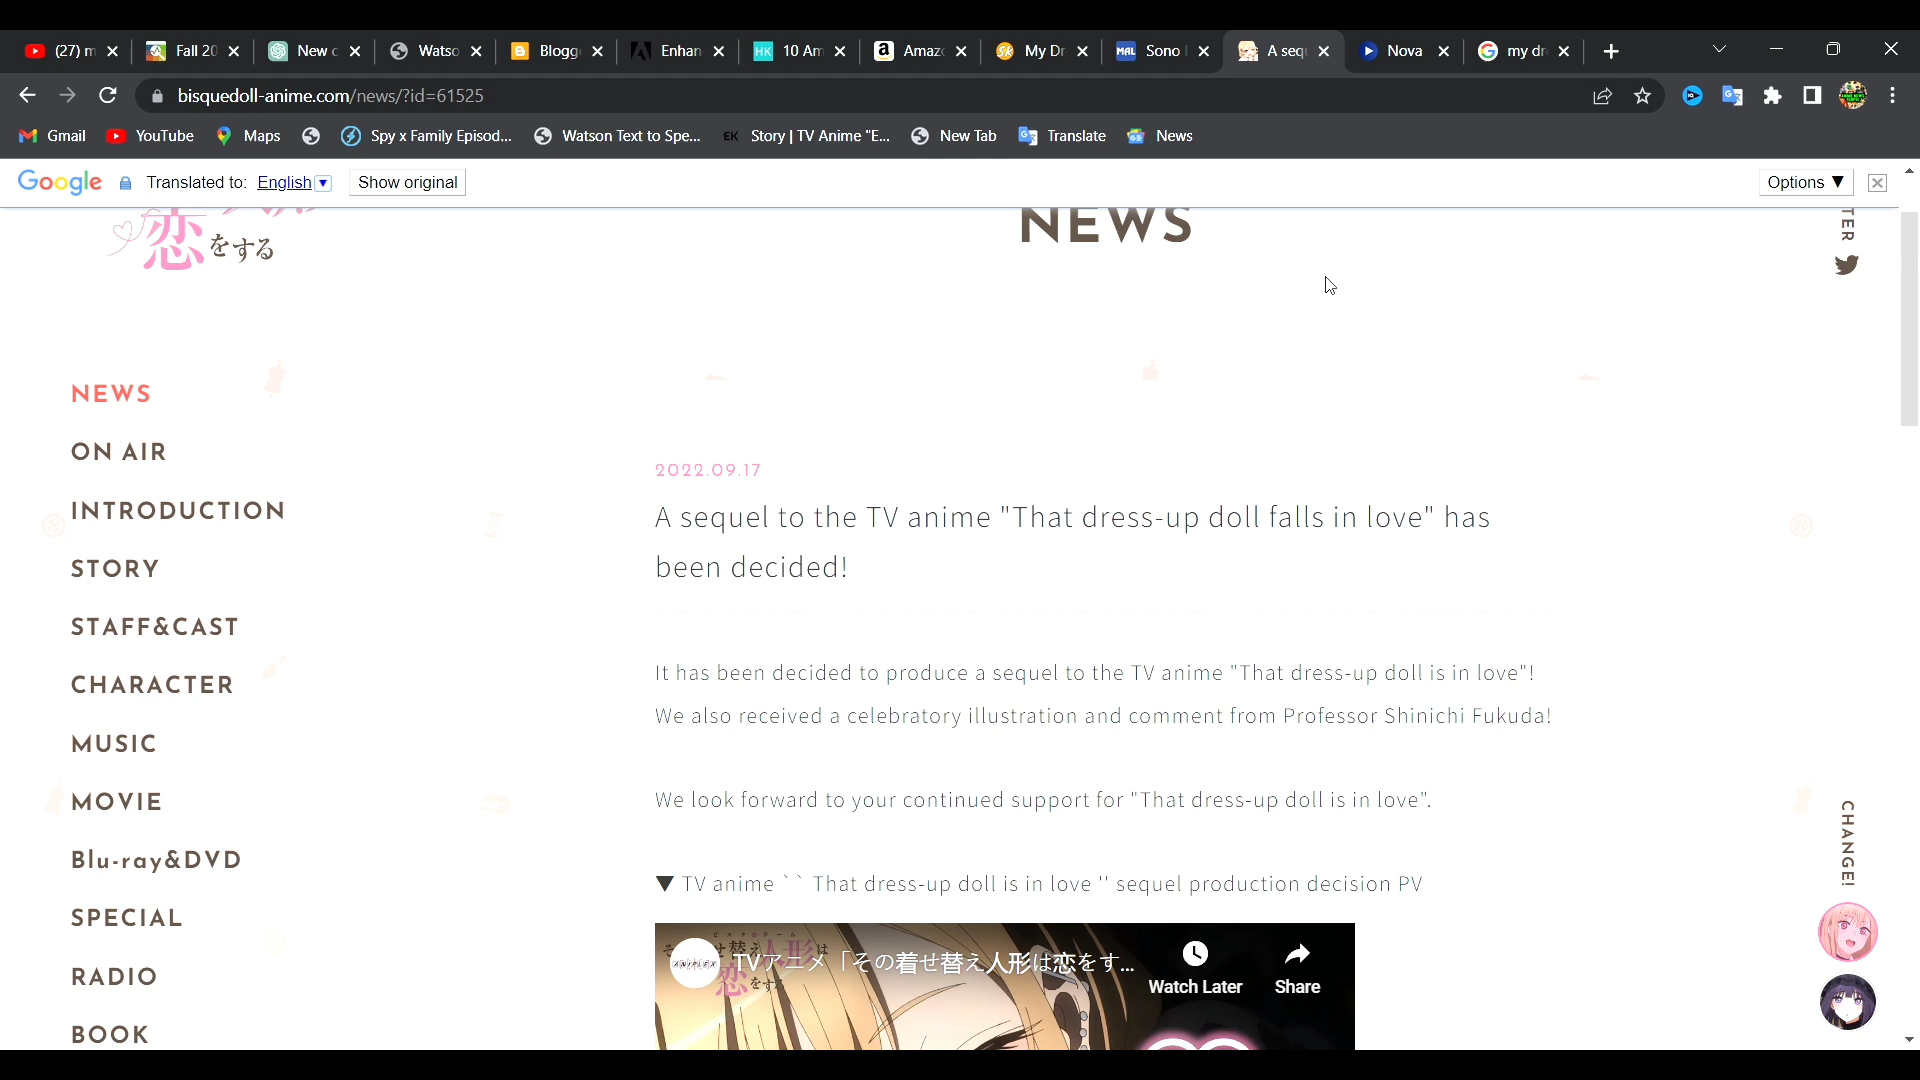 (27) m
Fall 20
New c
Watso
Blogg
Enhan
HK
10 Am
Amaz
My Dr
MAL
Sono
A sequ
Nova
my dr
bisquedoll-anime.com/news/?id=61525
Gmail
YouTube
Maps
Spy x Family Episod...
Watson Text to Spe...
EK
Story | TV Anime "E...
New Tab
Translate
News
Google
Translated to:
English
Show original
Options ▼
恋をする
NEWS
TER
NEWS
ON AIR
INTRODUCTION
STORY
STAFF&CAST
CHARACTER
MUSIC
MOVIE
Blu-ray&DVD
SPECIAL
RADIO
BOOK
2022.09.17
A sequel to the TV anime "That dress-up doll falls in love" has
been decided!
It has been decided to produce a sequel to the TV anime "That dress-up doll is in love"!
We also received a celebratory illustration and comment from Professor Shinichi Fukuda!
We look forward to your continued support for "That dress-up doll is in love".
▼ TV anime `` That dress-up doll is in love '' sequel production decision PV
ANIPLEX
TVアニメ「その着せ替え人形は恋をす...
Watch Later
Share
CHANGE!